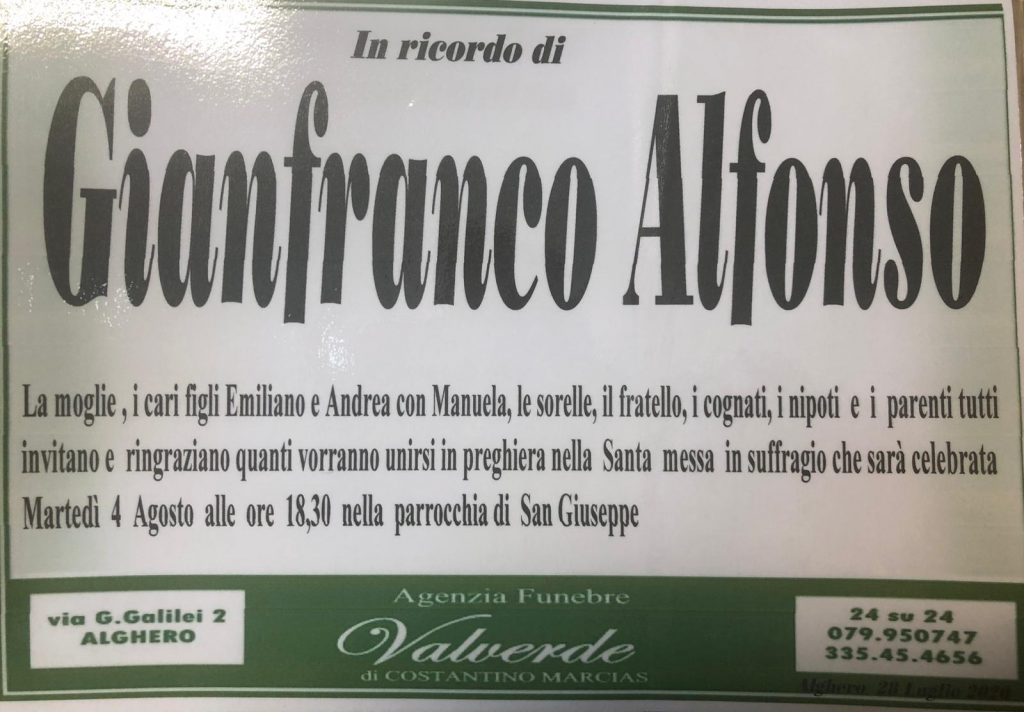 In ricordo di
Gianfranco Alfonso
La moglie , i cari figli Emiliano e Andrea con Manuela, le sorelle, il fratello, i cognati, i nipoti e i parenti tutti
invitano e ringraziano quanti vorranno unirsi in preghiera nella Santa messa in suffragio che sarà celebrata
Martedì 4 Agosto alle ore 18,30 nella parrocchia di San Giuseppe
via G.Galilei 2
ALGHERO
Agenzia Funebre
Valverde
di COSTANTINO MARCIAS
24 su 24
079.950747
335.45.4656
Alghero 28 Luglio 2020